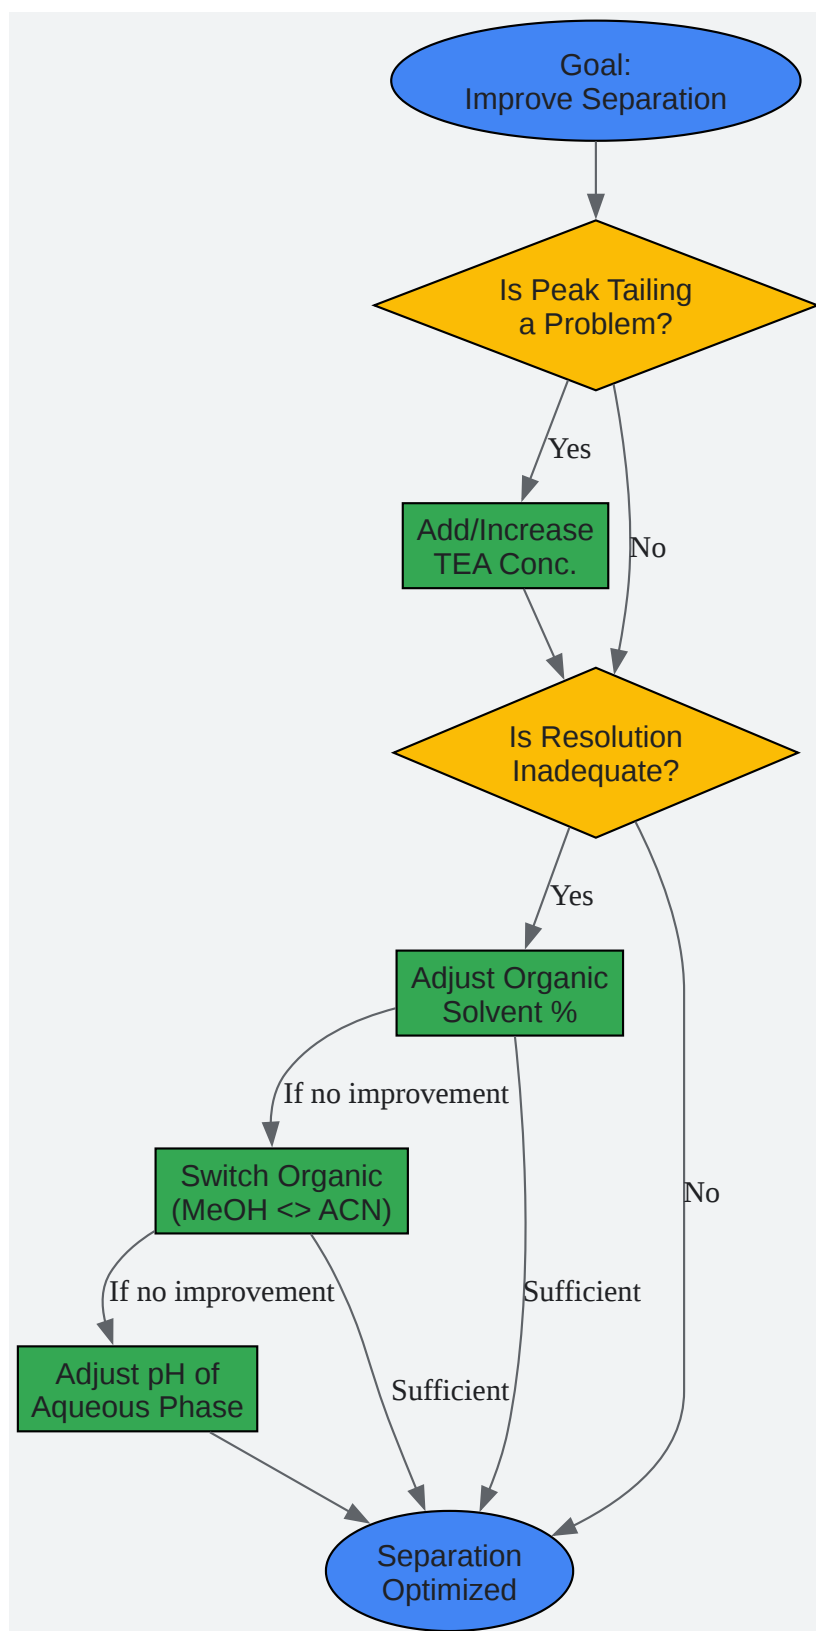 Goal:
Improve Separation
Is Peak Tailing
a Problem?
Yes
Add/Increase
TEA Conc.
No
Is Resolution
Inadequate?
Yes
Adjust Organic
Solvent %
If no improvement
Switch Organic
(MeOH <> ACN)
No
If no improvement
Sufficient
Adjust pH of
Aqueous Phase
Sufficient
Separation
Optimized